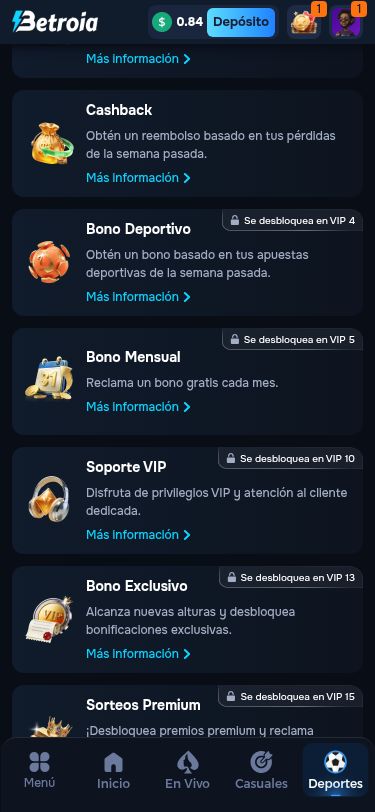 Betroia
$ 0.84 Depósito 1 1
Más Información >
Cashback
Obtén un reembolso basado en tus pérdidas
de la semana pasada.
Más Información >
Se desbloquea en VIP 4
Bono Deportivo
Obtén un bono basado en tus apuestas
deportivas de la semana pasada.
Más Información >
Se desbloquea en VIP 5
Bono Mensual
Reclama un bono gratis cada mes.
Más Información >
Se desbloquea en VIP 10
Soporte VIP
Disfruta de privilegios VIP y atención al cliente
dedicada.
Más Información >
Se desbloquea en VIP 13
Bono Exclusivo
VIP
Alcanza nuevas alturas y desbloquea
bonificaciones exclusivas.
Más Información >
Se desbloquea en VIP 15
Sorteos Premium
¡Desbloquea premios premium y reclama
Menú Inicio En Vivo Casuales Deportes